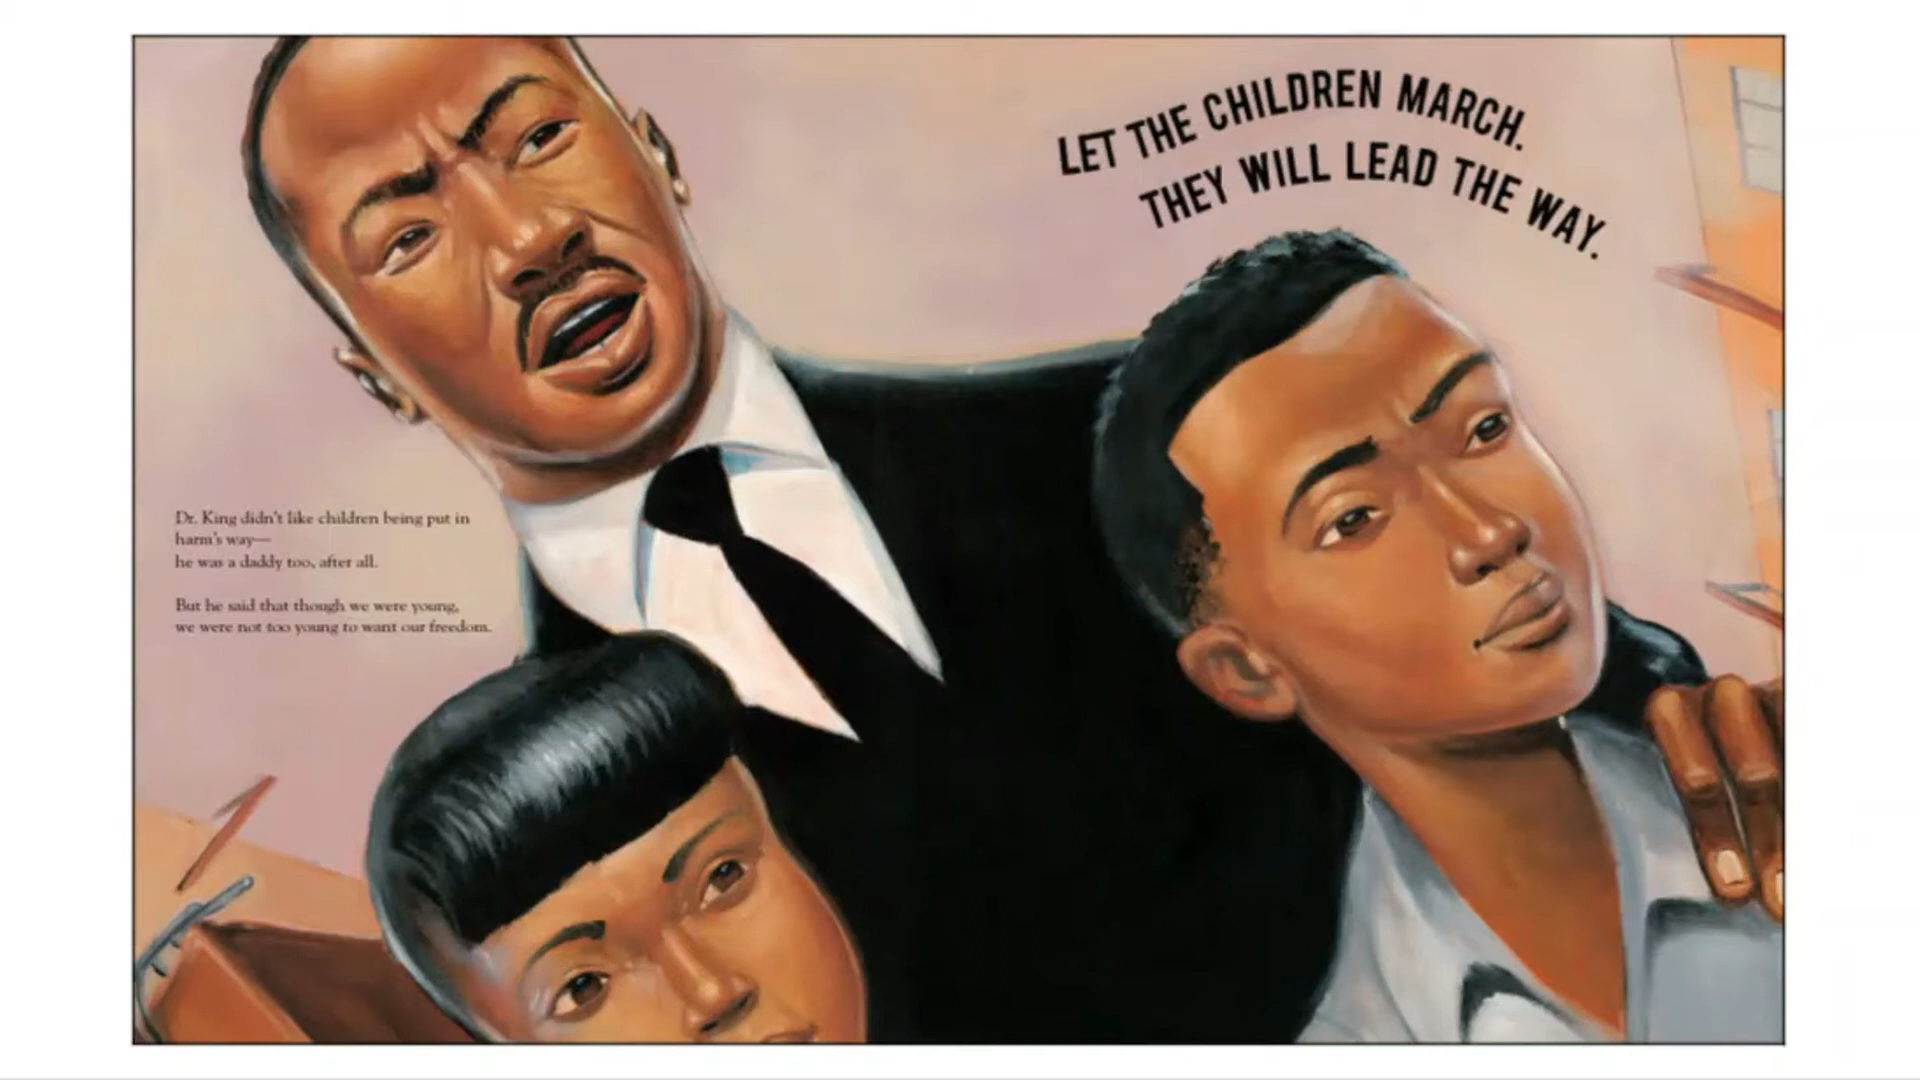 LET THE CHILDREN MARCH.
THEY WILL LEAD THE WAY.
Dr. King didn't like children being put in
harm's way—
he was a daddy too, after all.
But he said that though we were young,
we were not too young to want our freedom.